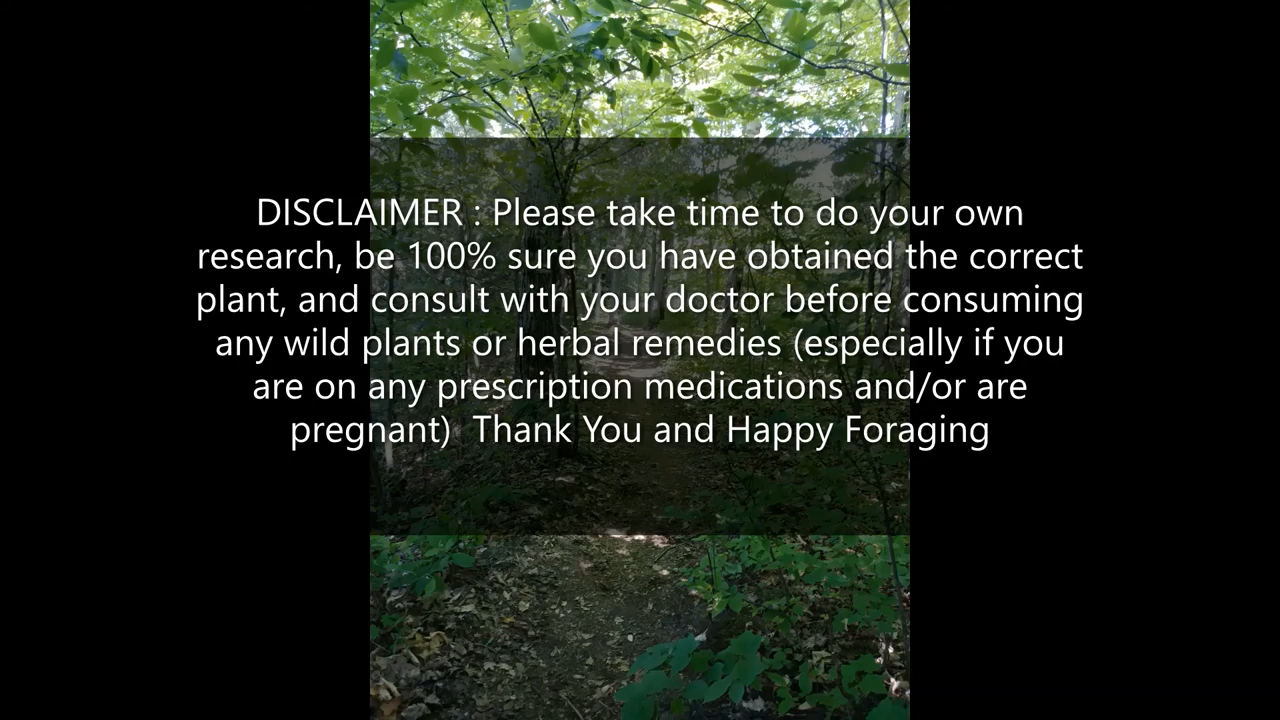 DISCLAIMER : Please take time to do your own
research, be 100% sure you have obtained the correct
plant, and consult with your doctor before consuming
any wild plants or herbal remedies (especially if you
are on any prescription medications and/or are
pregnant)  Thank You and Happy Foraging